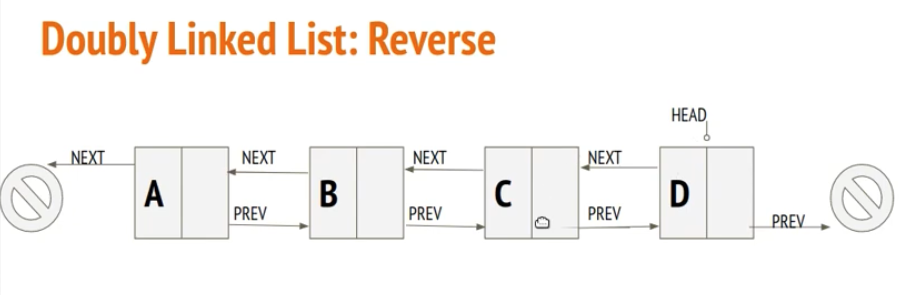 Doubly Linked List: Reverse
HEAD
NEXT
NEXT
NEXT
NEXT
A
B
C
D
PREV
PREV
PREV
PREV